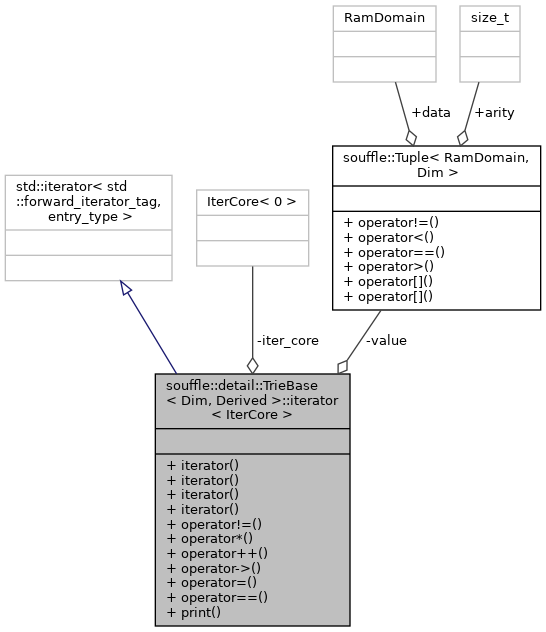 RamDomain
size_t
+data
+arity
souffle::Tuple< RamDomain,
Dim >
+ operator!=()
+ operator<()
+ operator==()
+ operator>()
+ operator[]()
+ operator[]()
std::iterator< std
::forward_iterator_tag,
entry_type >
IterCore< 0 >
-iter_core
-value
souffle::detail::TrieBase
< Dim, Derived >::iterator
< IterCore >
+ iterator()
+ iterator()
+ iterator()
+ iterator()
+ operator!=()
+ operator*()
+ operator++()
+ operator->()
+ operator=()
+ operator==()
+ print()